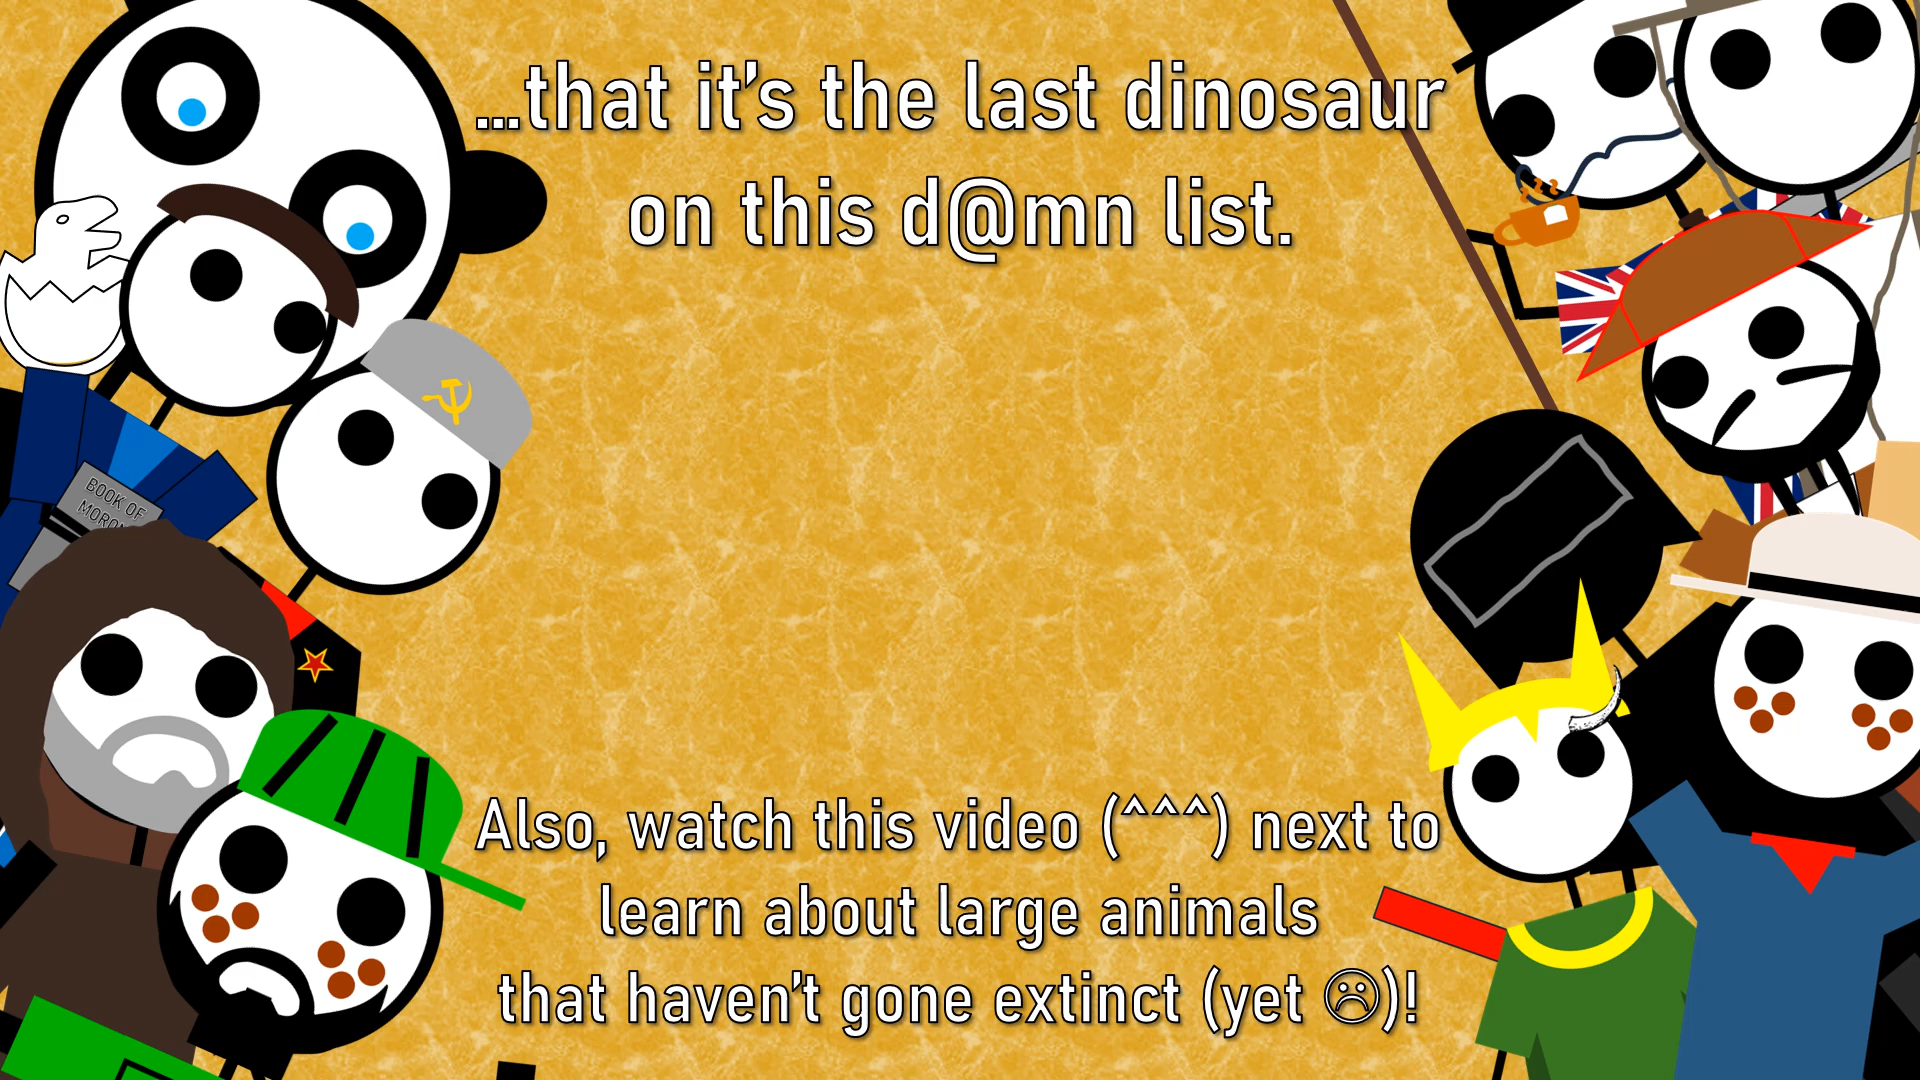 ...that it's the last dinosaur
on this d@mn list.
BOOK OF
Also, watch this video (^^^) next to
learn about large animals
that haven't gone extinct (yet ☹)!